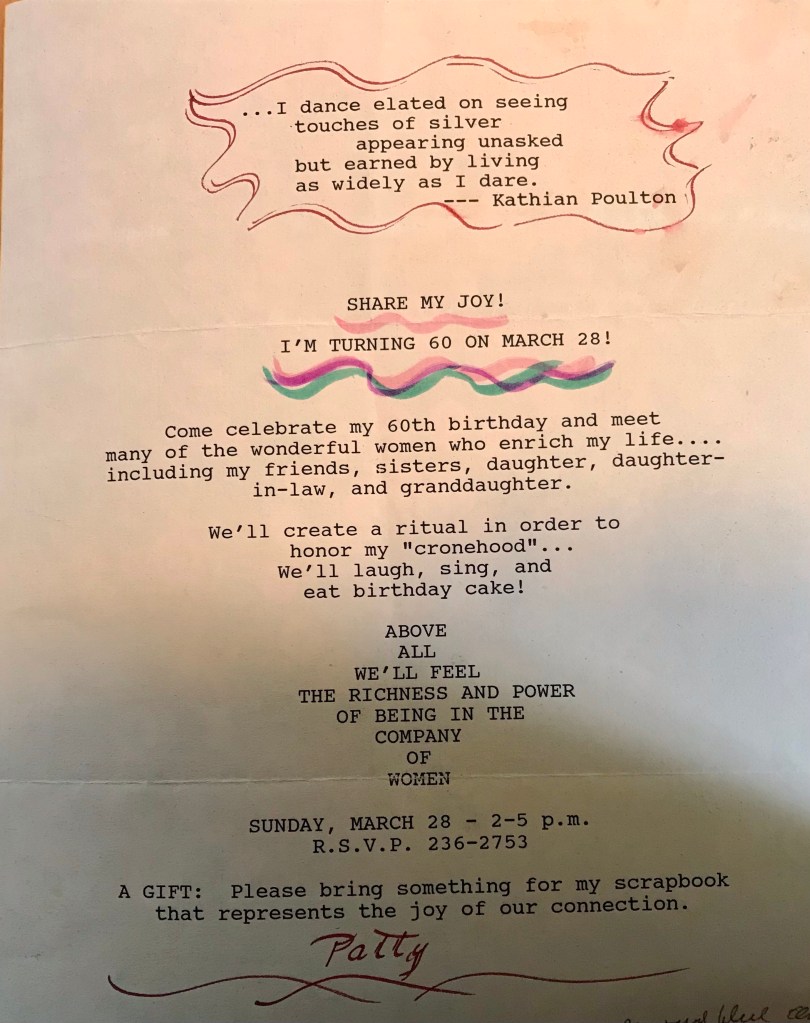 ...I dance elated on seeing
touches of silver
appearing unasked
but earned by living
as widely as I dare.
--- Kathian Poulton
SHARE MY JOY!
I'M TURNING 60 ON MARCH 28!
Come celebrate my 60th birthday and meet
many of the wonderful women who enrich my life....
including my friends, sisters, daughter, daughter-
in-law, and granddaughter.
We'll create a ritual in order to
honor my "cronehood"...
We'll laugh, sing, and
eat birthday cake!
ABOVE
ALL
WE'LL FEEL
THE RICHNESS AND POWER
OF BEING IN THE
COMPANY
OF
WOMEN
SUNDAY, MARCH 28 - 2-5 p.m.
R.S.V.P. 236-2753
A GIFT:  Please bring something for my scrapbook
that represents the joy of our connection.
Patty